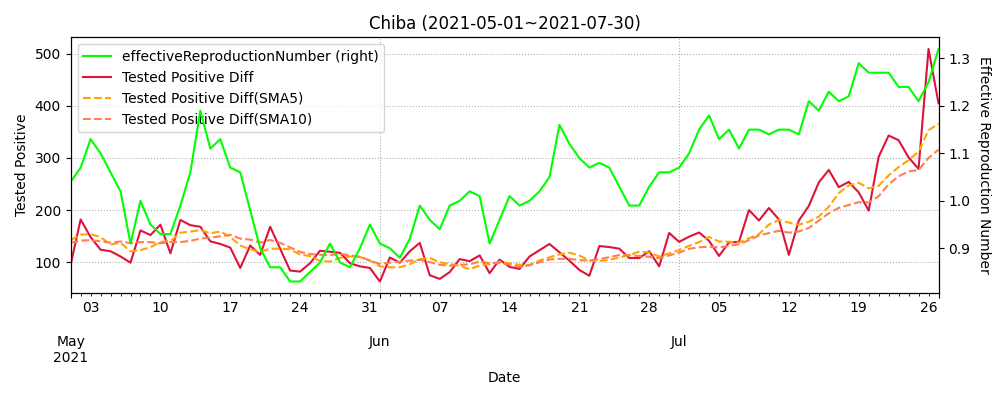 Chiba (2021-05-01~2021-07-30)
effectiveReproductionNumber (right)
Tested Positive Diff
Tested Positive Diff(SMA5)
Tested Positive Diff(SMA10)
Tested Positive
500
400
300
200
100
1.3
1.2
1.1
1.0
0.9
Effective Reproduction Number
03 10 17 24 31 07 14 21 28 05 12 19 26
May Jun Jul
2021
Date